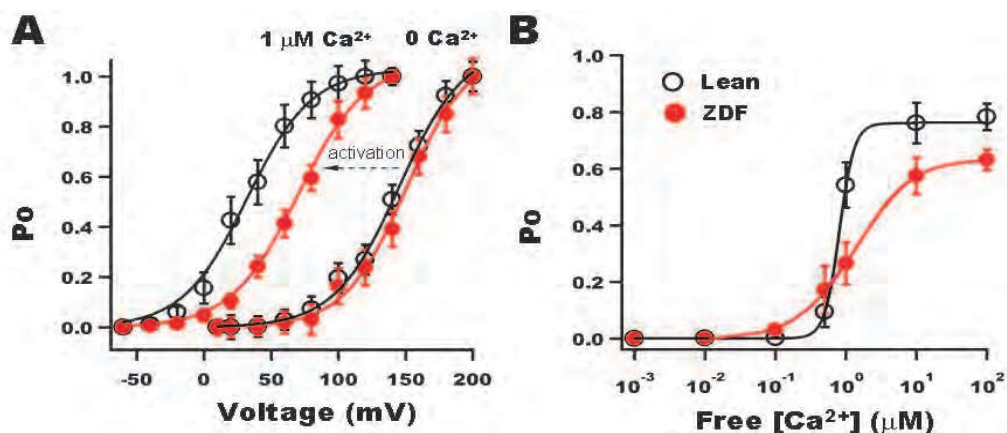 A
1 μM Ca²⁺ 0 Ca²⁺
1.0
0.8
0.6
0.4
0.2
0.0
Po
activation
-50 0 50 100 150 200
Voltage (mV)
B
Lean
ZDF
1.0
0.8
0.6
0.4
0.2
0.0
Po
10⁻³ 10⁻² 10⁻¹ 10⁰ 10¹ 10²
Free [Ca²⁺] (μM)